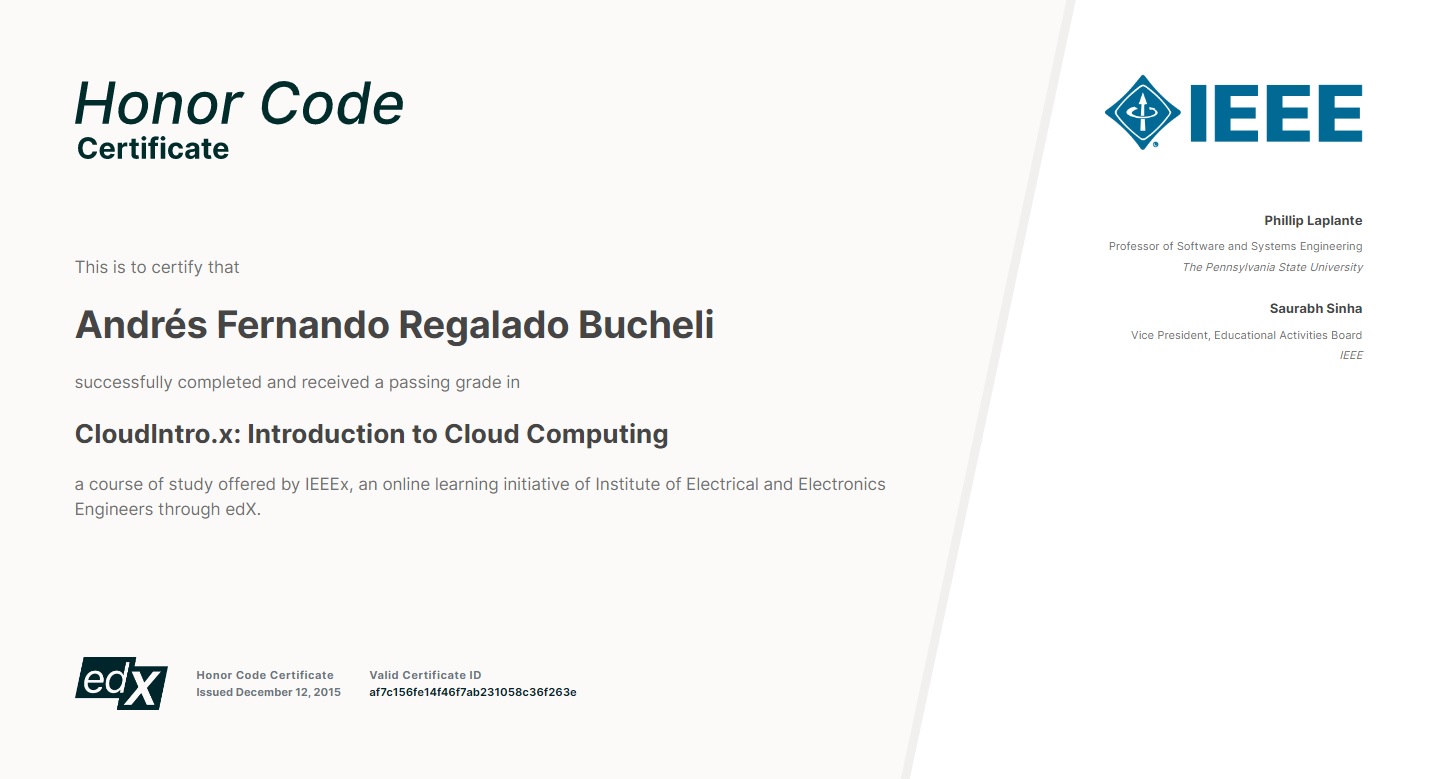 Honor Code
Certificate
This is to certify that
Andrés Fernando Regalado Bucheli
successfully completed and received a passing grade in
CloudIntro.x: Introduction to Cloud Computing
a course of study offered by IEEEx, an online learning initiative of Institute of Electrical and Electronics
Engineers through edX.
edX
Honor Code Certificate
Issued December 12, 2015
Valid Certificate ID
af7c156fe14f46f7ab231058c36f263e
IEEE
®
Phillip Laplante
Professor of Software and Systems Engineering
The Pennsylvania State University
Saurabh Sinha
Vice President, Educational Activities Board
IEEE